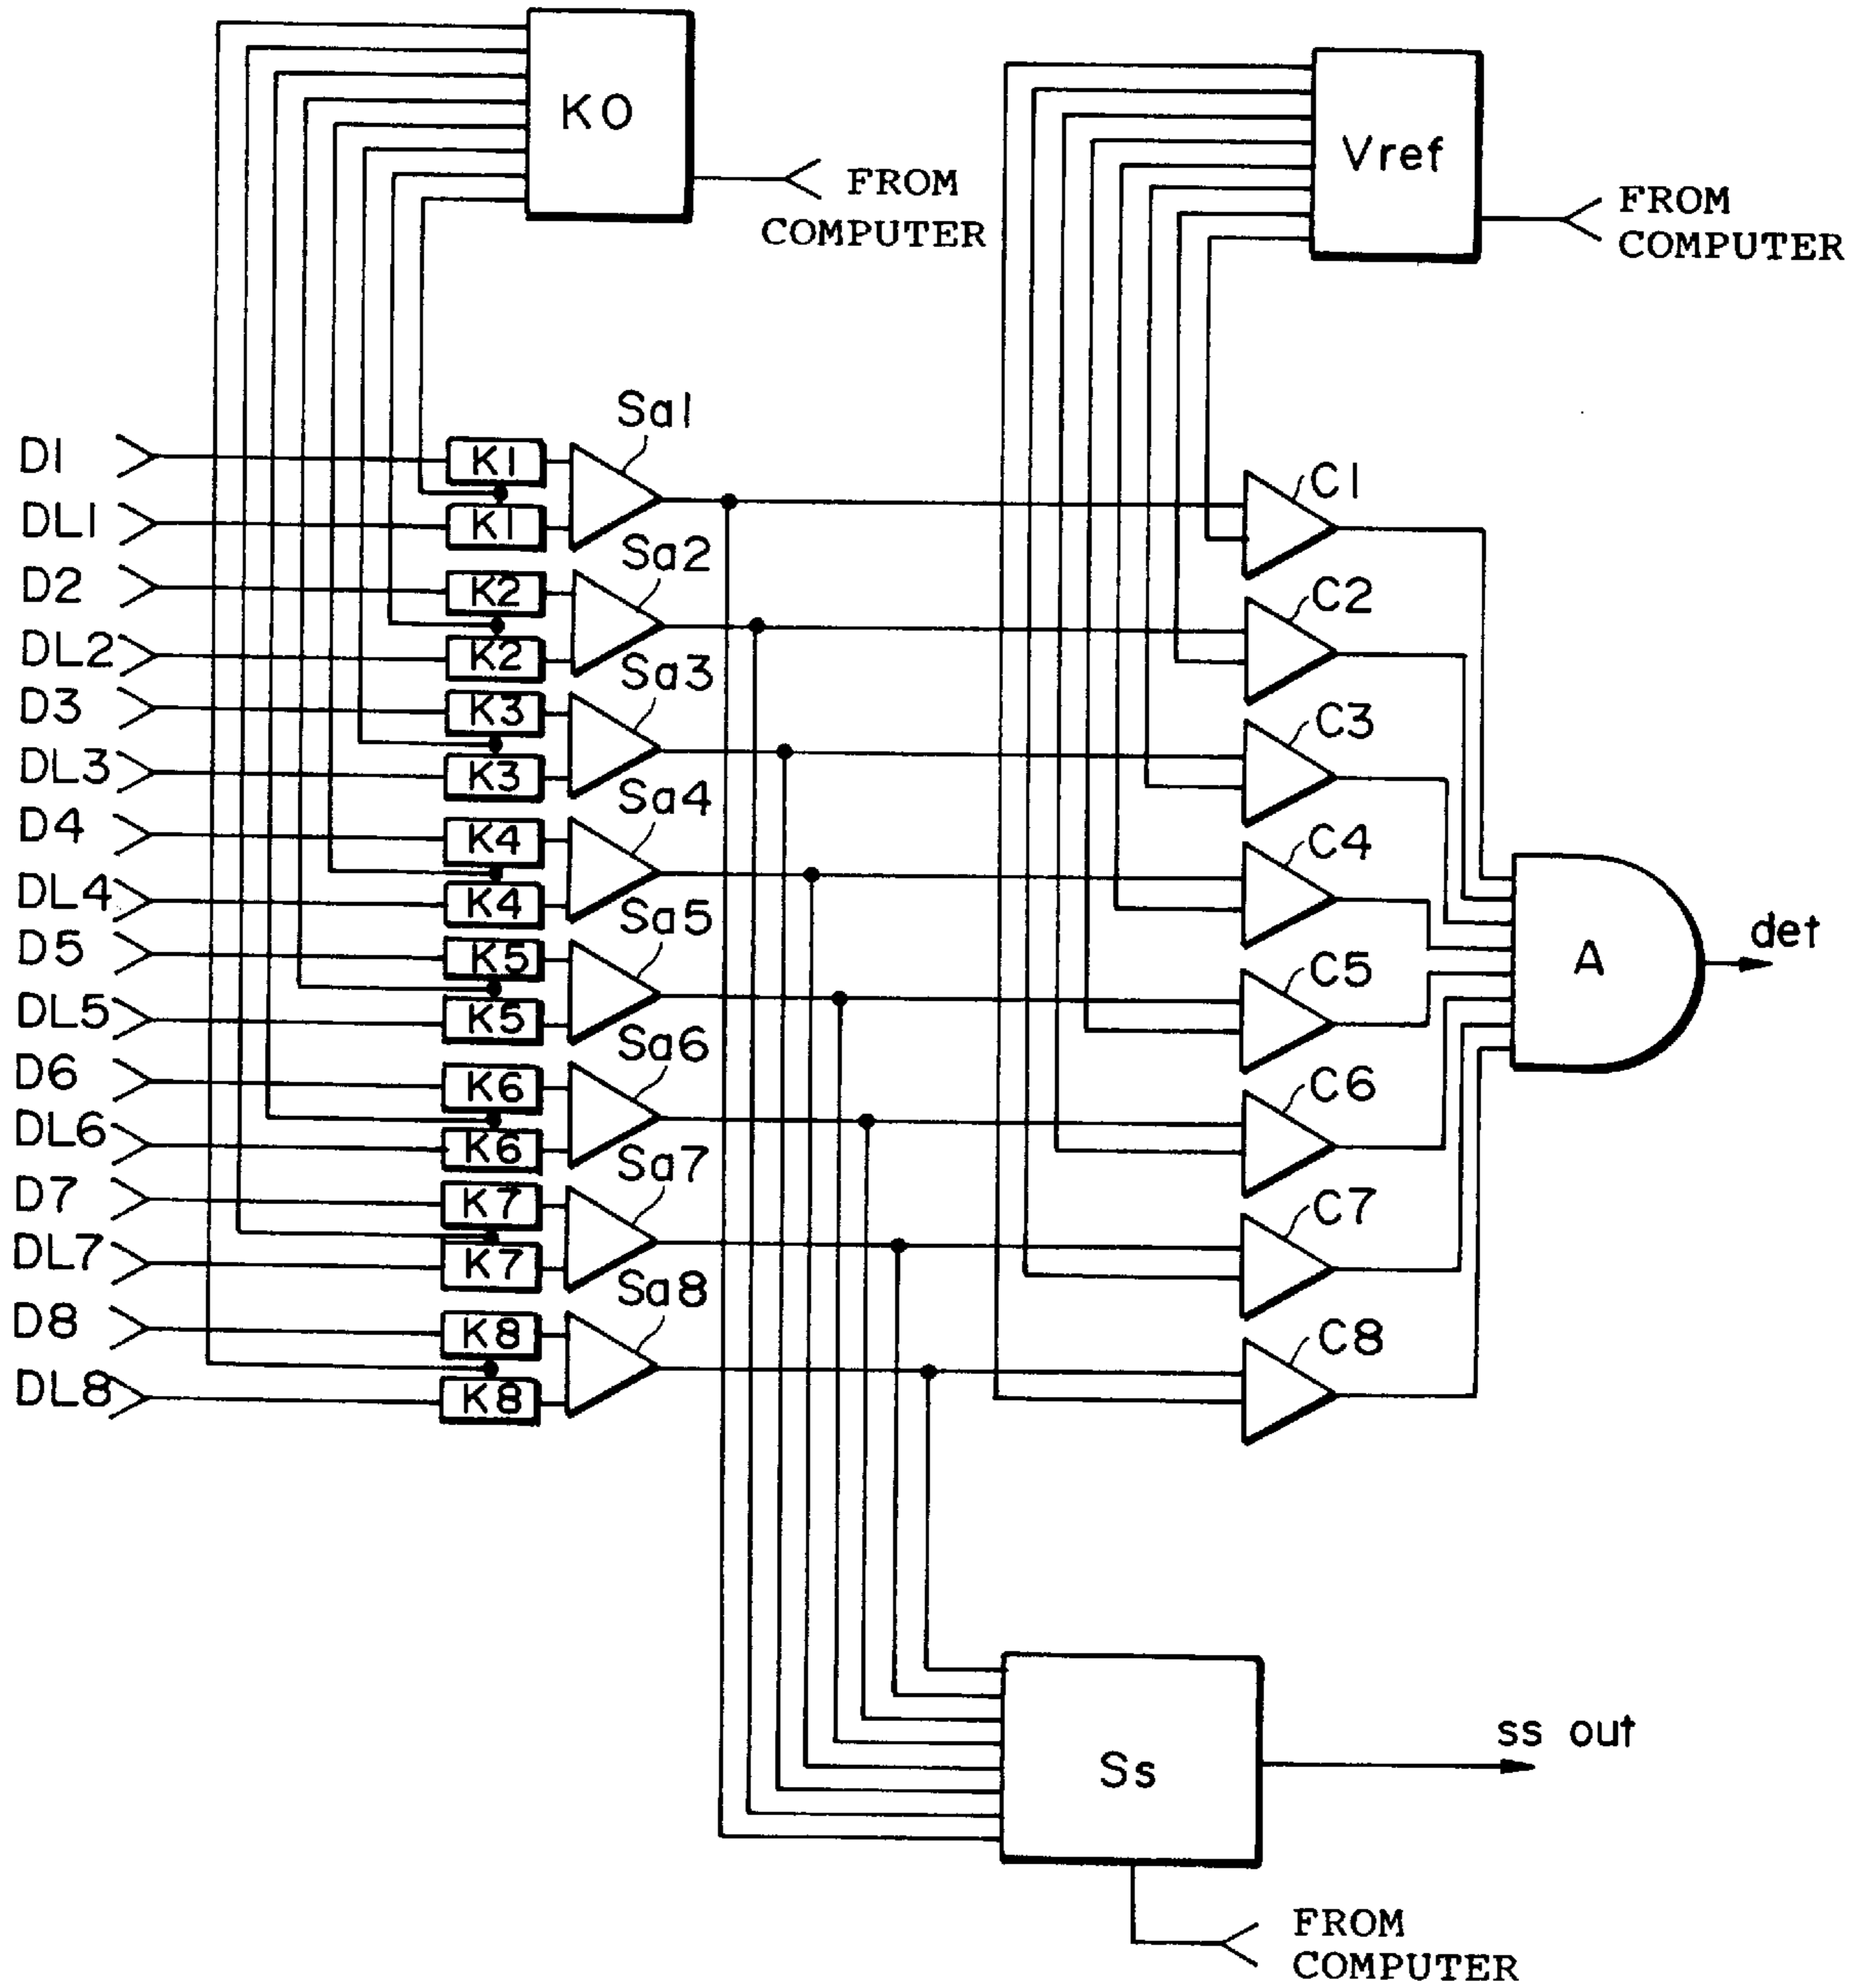 KO
FROM
COMPUTER
Vref
FROM
COMPUTER
Sa1
D1
K1
DL1
K1
C1
Sa2
D2
K2
DL2
K2
C2
Sa3
D3
K3
DL3
K3
C3
Sa4
D4
K4
DL4
K4
C4
Sa5
D5
K5
DL5
K5
C5
A
det
Sa6
D6
K6
DL6
K6
C6
Sa7
D7
K7
DL7
K7
C7
Sa8
D8
K8
DL8
K8
C8
Ss
ss out
FROM
COMPUTER